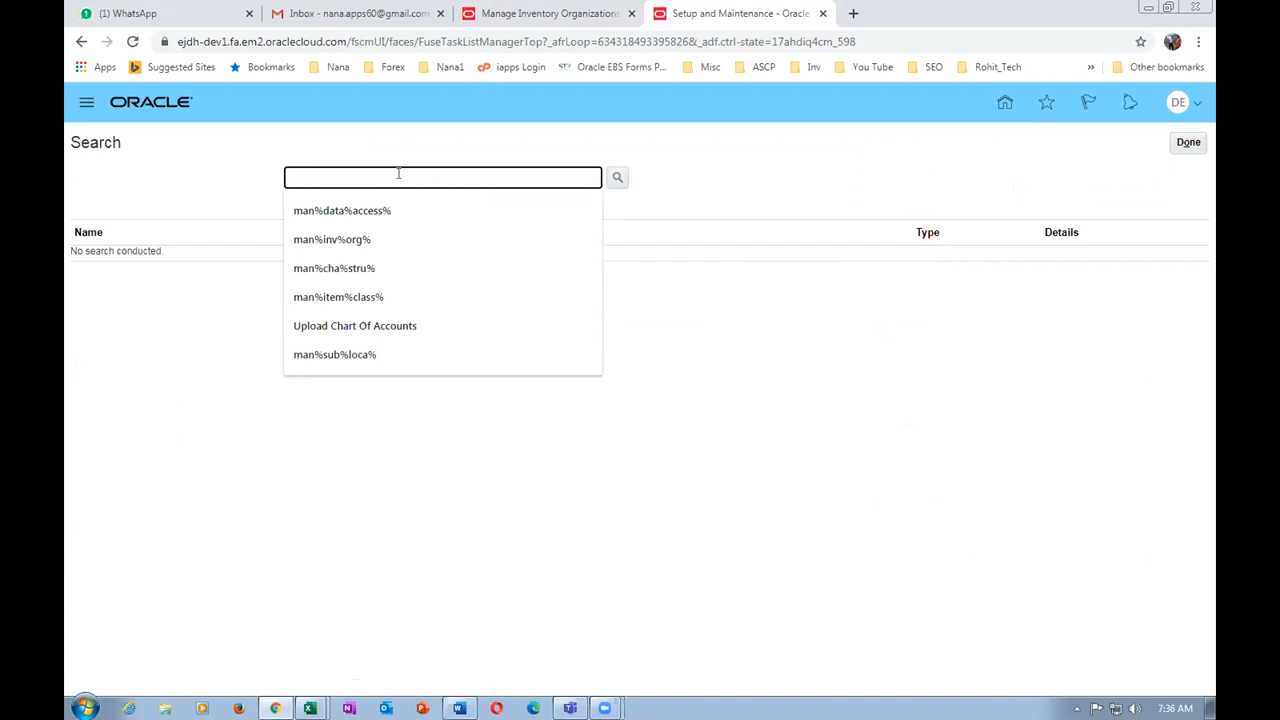 (1) WhatsApp
Inbox - nana.apps60@gmail.com
Manage Inventory Organizations
Setup and Maintenance - Oracle
ejdh-dev1.fa.em2.oraclecloud.com/fscmUI/faces/FuseTaskListManagerTop?_afrLoop=63431849339582​6&_adf.ctrl-state=17ahdiq4cm_598
Apps Suggested Sites Bookmarks Nana Forex Nana1 iapps Login Oracle EBS Forms P... Misc ASCP Inv You Tube SEO Rohit_Tech » Other bookmarks
ORACLE
DE
Search
Done
man%data%access%
Name Type Details
man%inv%org%
No search conducted.
man%cha%stru%
man%item%class%
Upload Chart Of Accounts
man%sub%loca%
7:36 AM